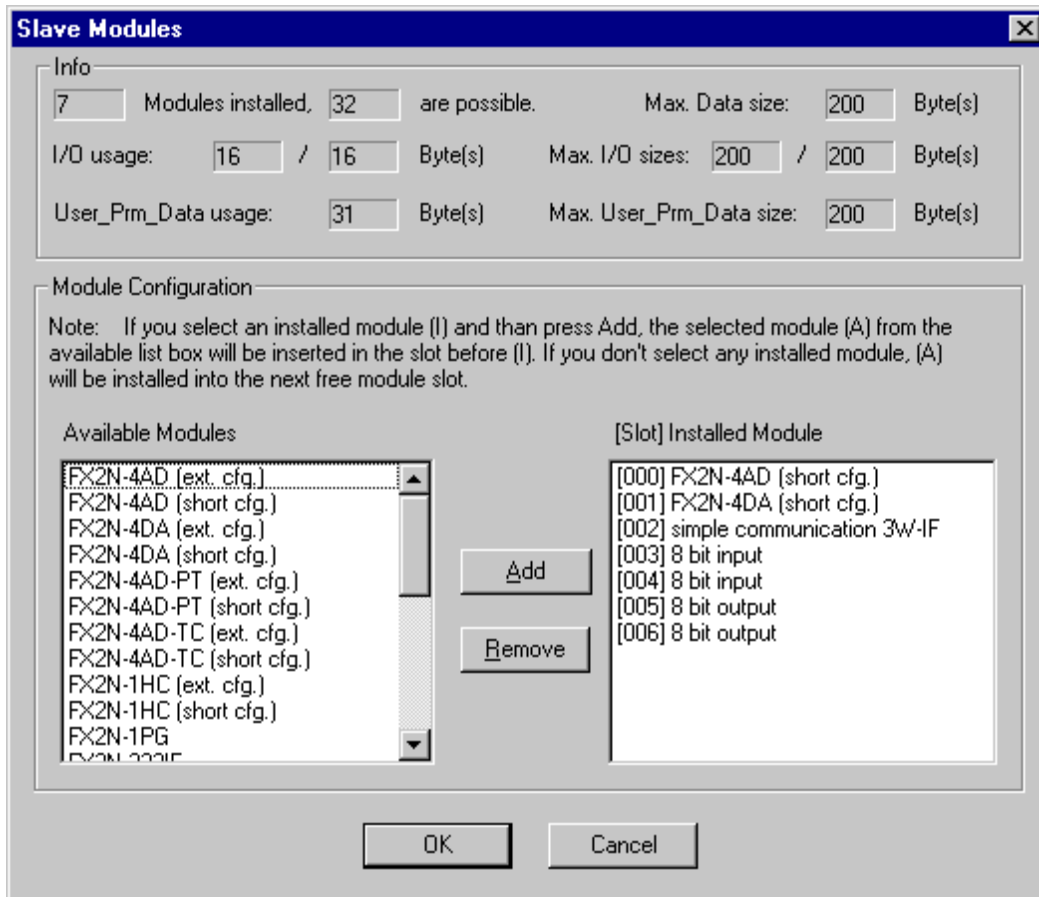 Slave Modules
Info
7 Modules installed, 32 are possible. Max. Data size: 200 Byte(s)
I/O usage: 16 / 16 Byte(s) Max. I/O sizes: 200 / 200 Byte(s)
User_Prm_Data usage: 31 Byte(s) Max. User_Prm_Data size: 200 Byte(s)
Module Configuration
Note: If you select an installed module (I) and than press Add, the selected module (A) from the
available list box will be inserted in the slot before (I). If you don't select any installed module, (A)
will be installed into the next free module slot.
Available Modules
FX2N-4AD (ext. cfg.)
FX2N-4AD (short cfg.)
FX2N-4DA (ext. cfg.)
FX2N-4DA (short cfg.)
FX2N-4AD-PT (ext. cfg.)
FX2N-4AD-PT (short cfg.)
FX2N-4AD-TC (ext. cfg.)
FX2N-4AD-TC (short cfg.)
FX2N-1HC (ext. cfg.)
FX2N-1HC (short cfg.)
FX2N-1PG
Add
Remove
[Slot] Installed Module
[000] FX2N-4AD (short cfg.)
[001] FX2N-4DA (short cfg.)
[002] simple communication 3W-IF
[003] 8 bit input
[004] 8 bit input
[005] 8 bit output
[006] 8 bit output
OK
Cancel